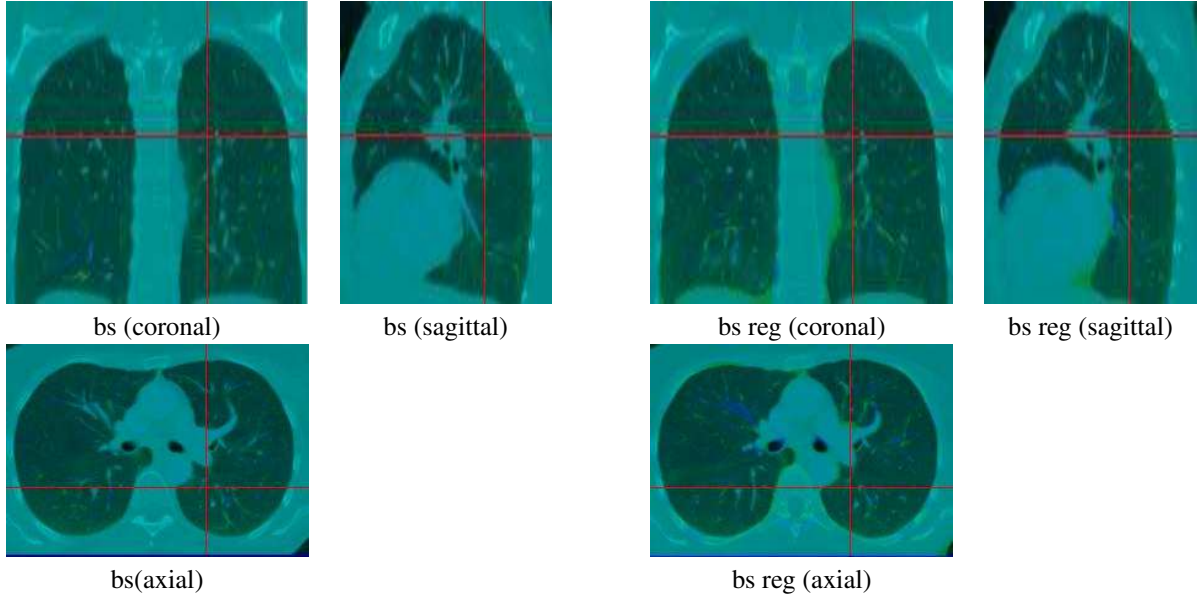 bs (coronal)
bs (sagittal)
bs reg (coronal)
bs reg (sagittal)
bs(axial)
bs reg (axial)